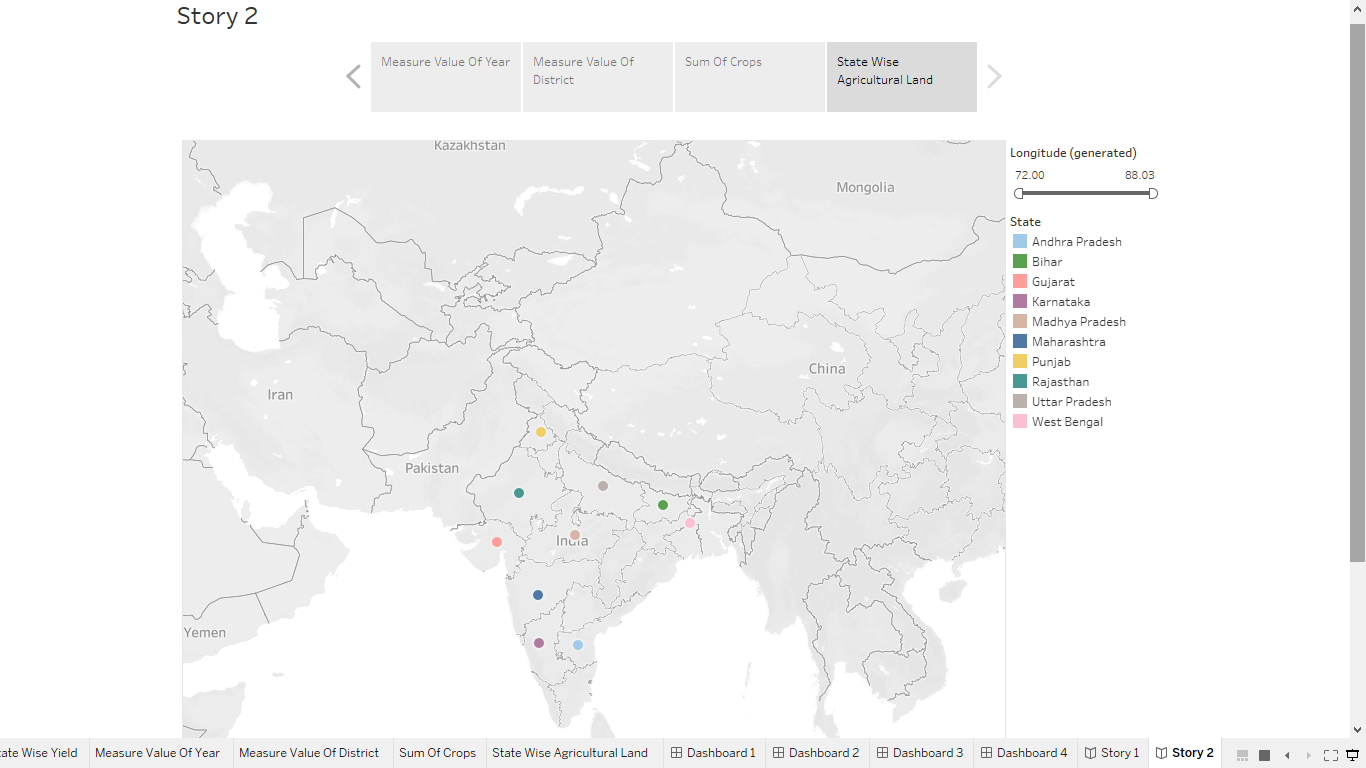 Story 2
Measure Value Of Year
Measure Value Of
District
Sum Of Crops
State Wise
Agricultural Land
Kazakhstan
Mongolia
China
Iran
Pakistan
India
Yemen
Longitude (generated)
72.00 88.03
State
Andhra Pradesh
Bihar
Gujarat
Karnataka
Madhya Pradesh
Maharashtra
Punjab
Rajasthan
Uttar Pradesh
West Bengal
tate Wise Yield Measure Value Of Year Measure Value Of District Sum Of Crops State Wise Agricultural Land Dashboard 1 Dashboard 2 Dashboard 3 Dashboard 4 Story 1 Story 2